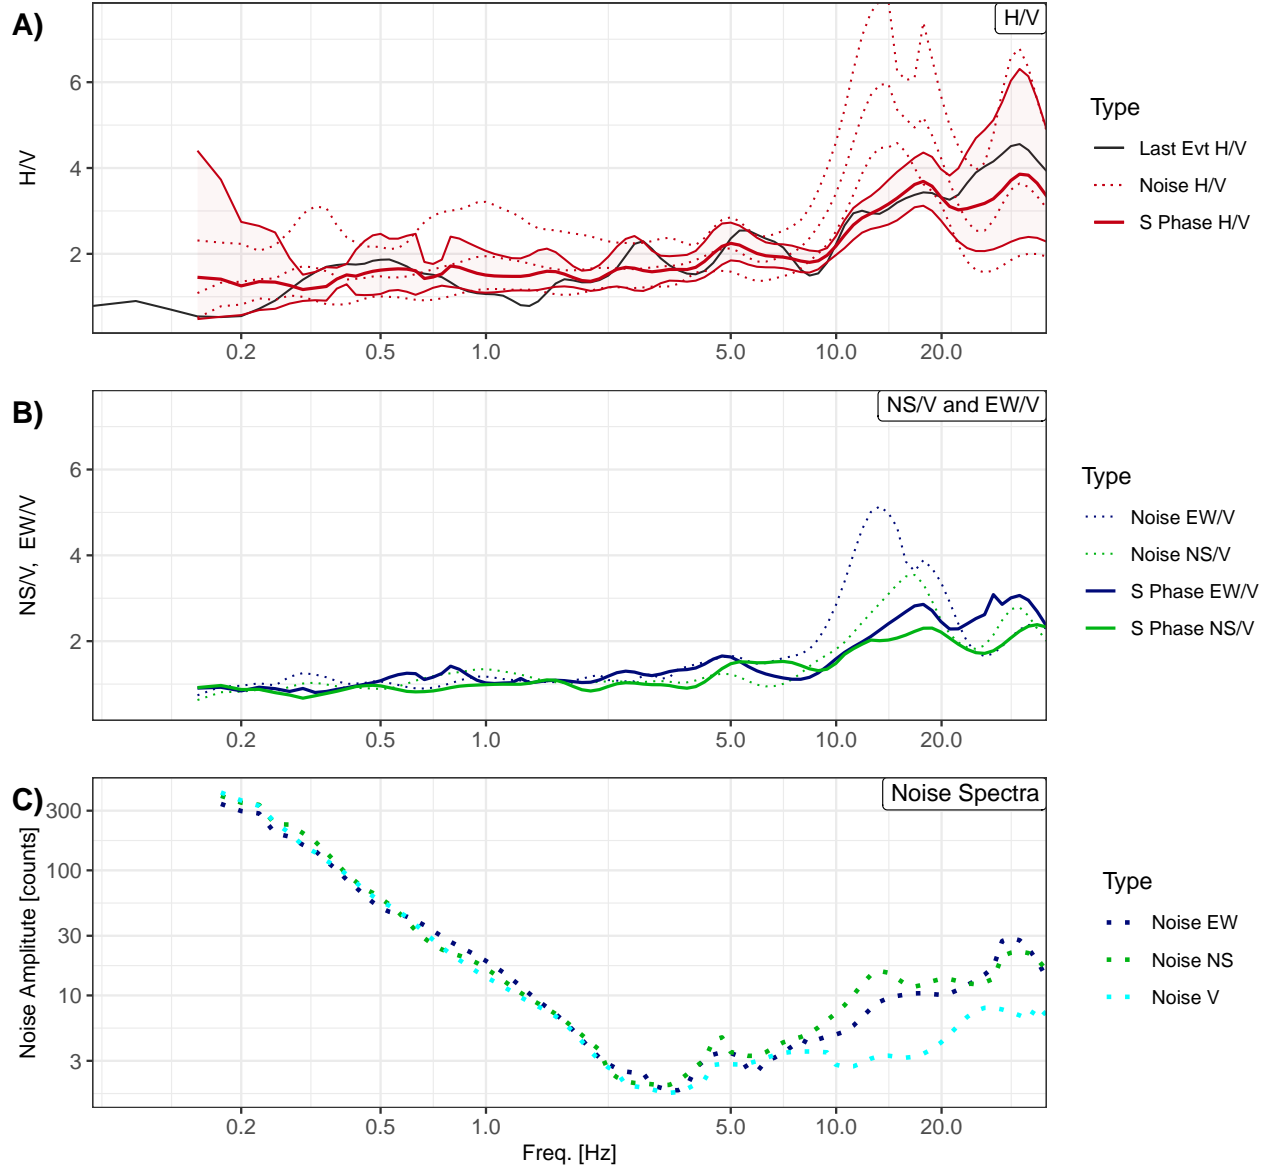 A)
H/V
6
4
2
H/V
0.2 0.5 1.0 5.0 10.0 20.0
Type
Last Evt H/V
Noise H/V
S Phase H/V
B)
NS/V and EW/V
6
4
2
NS/V, EW/V
0.2 0.5 1.0 5.0 10.0 20.0
Type
Noise EW/V
Noise NS/V
S Phase EW/V
S Phase NS/V
C)
Noise Spectra
300
100
30
10
3
Noise Amplitute [counts]
0.2 0.5 1.0 5.0 10.0 20.0
Freq. [Hz]
Type
Noise EW
Noise NS
Noise V